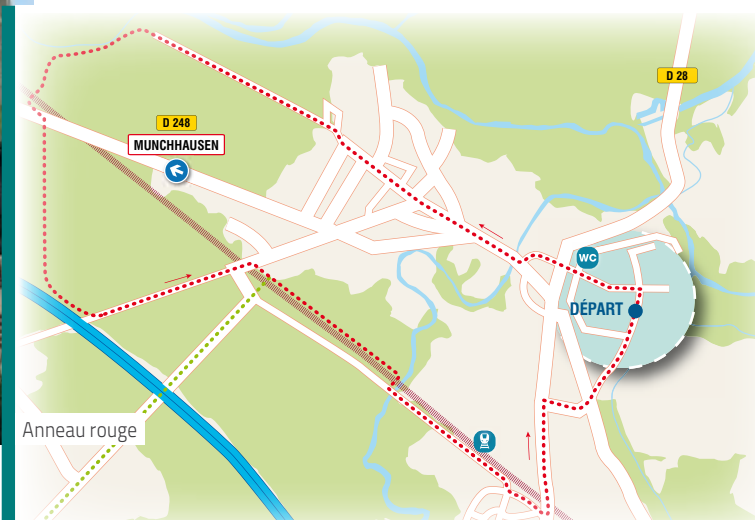 D 28
D 248
MUNCHHAUSEN
WC
DÉPART
Anneau rouge